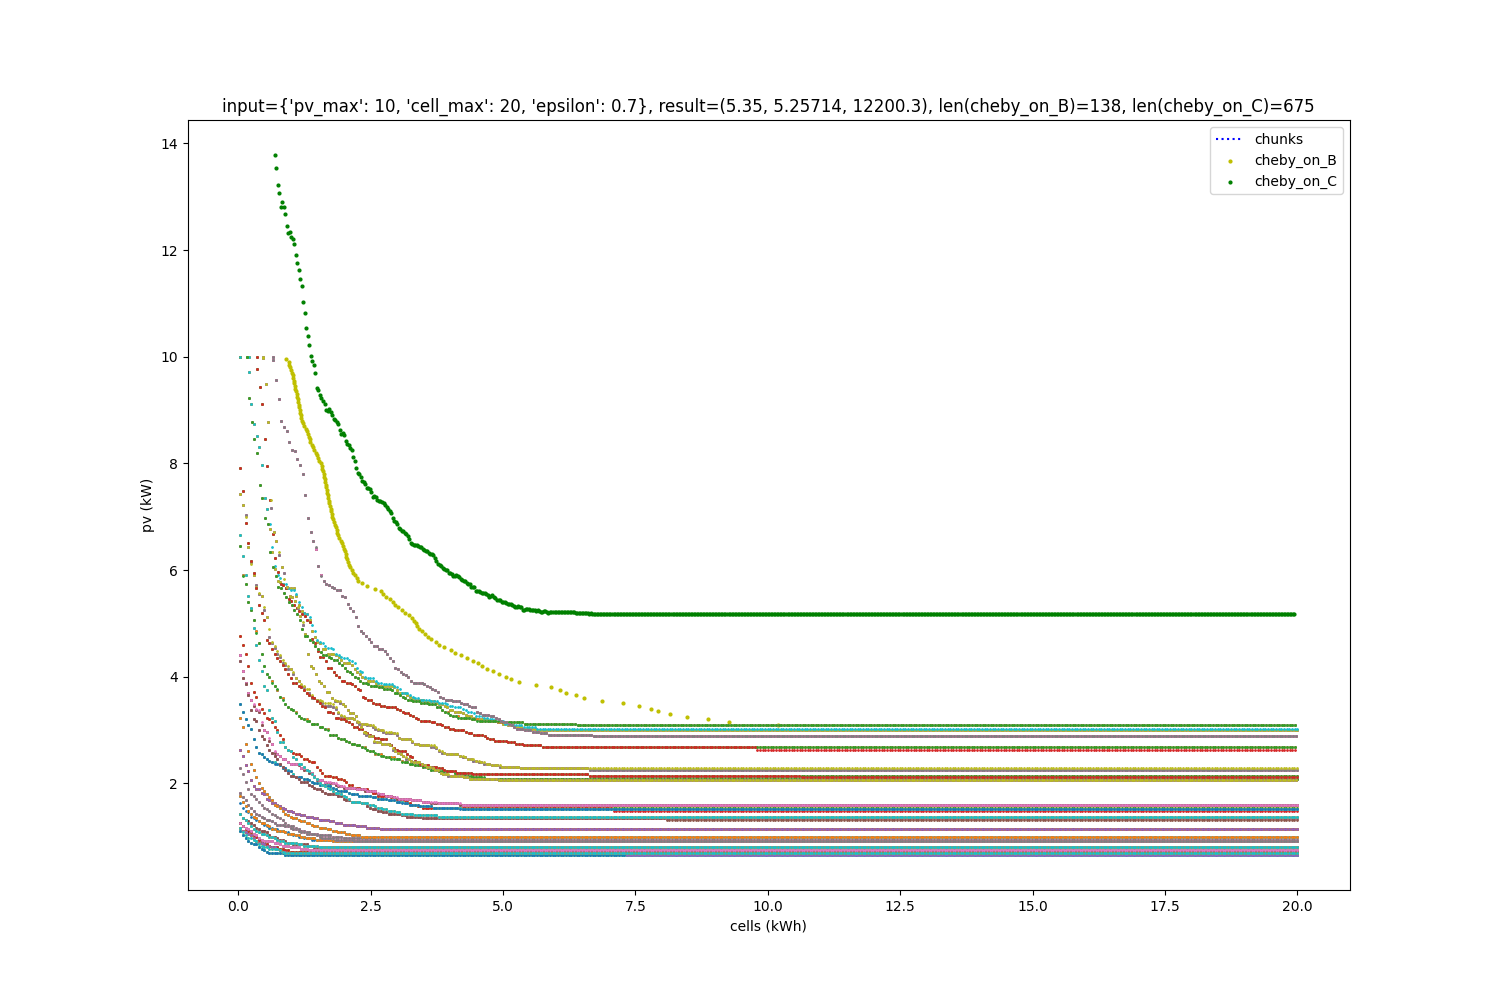 input={'pv_max': 10, 'cell_max': 20, 'epsilon': 0.7}, result=(5.35, 5.25714, 12200.3), len(cheby_on_B)=138, len(cheby_on_C)=675
chunks
cheby_on_B
cheby_on_C
14
12
10
8
6
4
2
pv (kW)
0.0 2.5 5.0 7.5 10.0 12.5 15.0 17.5 20.0
cells (kWh)